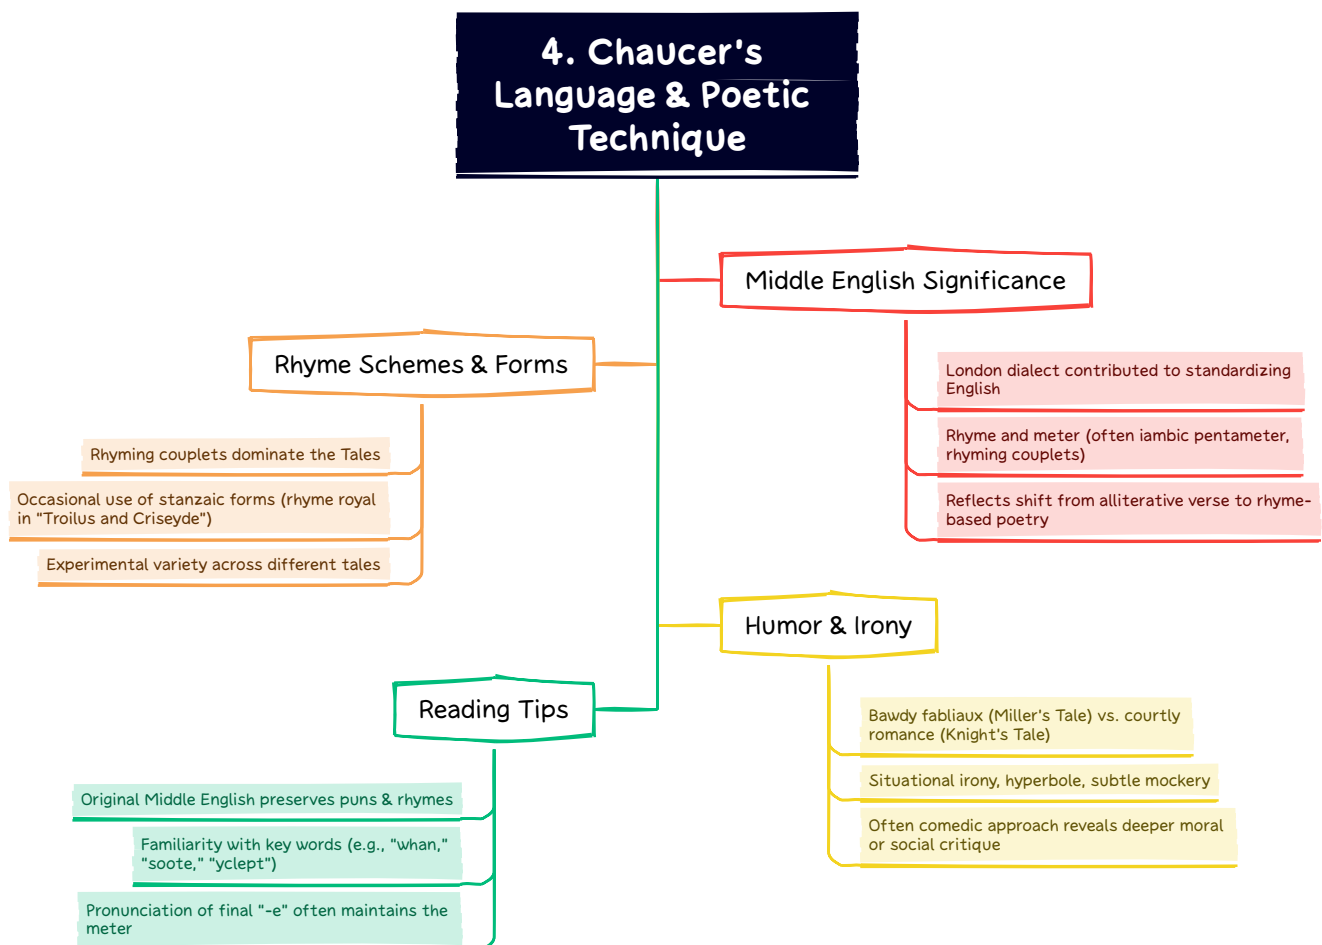 4. Chaucer's
Language & Poetic
Technique
Middle English Significance
London dialect contributed to standardizing
English
Rhyme and meter (often iambic pentameter,
rhyming couplets)
Reflects shift from alliterative verse to rhyme-
based poetry
Rhyme Schemes & Forms
Rhyming couplets dominate the Tales
Occasional use of stanzaic forms (rhyme royal
in "Troilus and Criseyde")
Experimental variety across different tales
Humor & Irony
Bawdy fabliaux (Miller's Tale) vs. courtly
romance (Knight's Tale)
Situational irony, hyperbole, subtle mockery
Often comedic approach reveals deeper moral
or social critique
Reading Tips
Original Middle English preserves puns & rhymes
Familiarity with key words (e.g., "whan,"
"soote," "yclept")
Pronunciation of final "-e" often maintains the
meter